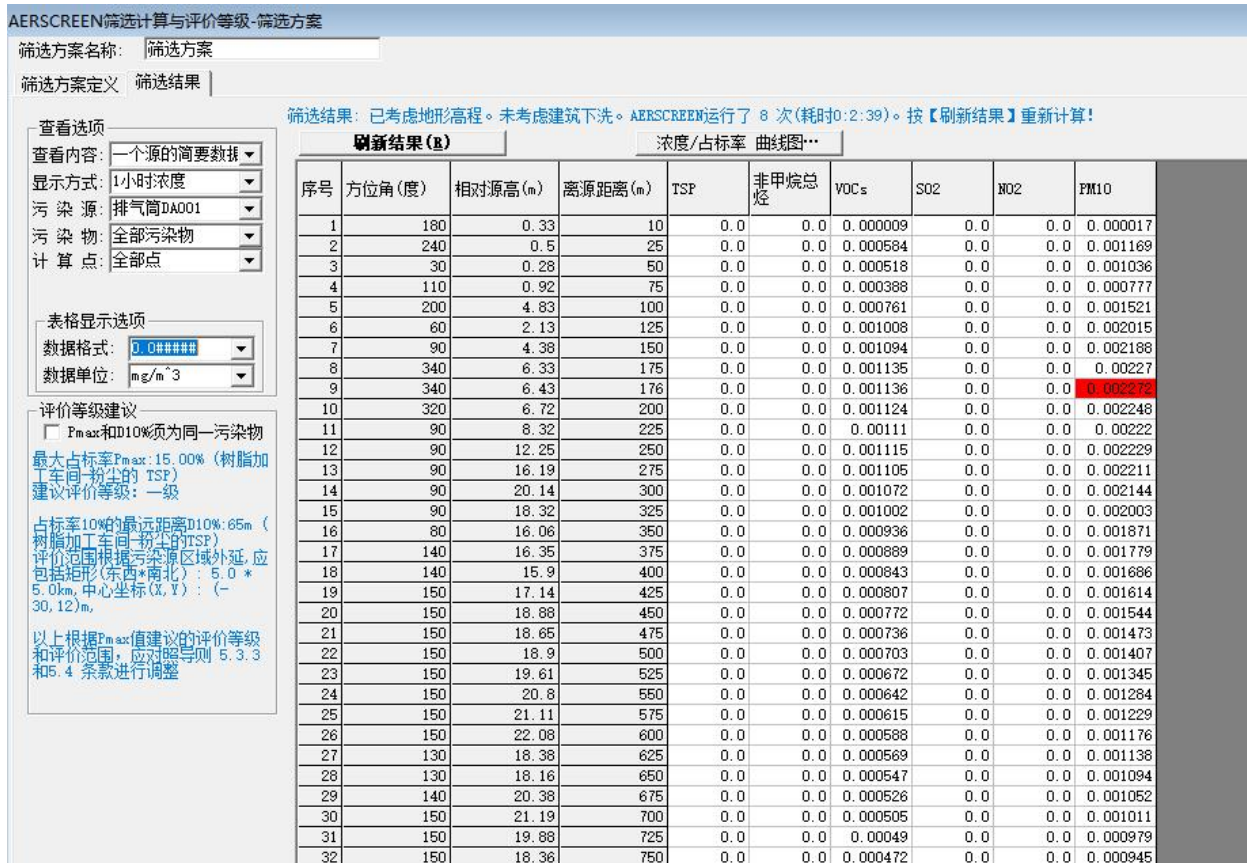 AERSCREEN筛选计算与评价等级-筛选方案
筛选方案名称: 筛选方案
筛选方案定义 筛选结果
筛选结果: 已考虑地形高程。未考虑建筑下洗。AERSCREEN运行了 8 次(耗时0:2:39)。按【刷新结果】重新计算!
刷新结果(R) 浓度/占标率 曲线图…
查看选项
查看内容: 一个源的简要数据
显示方式: 1小时浓度
污 染 源: 排气筒DA001
污 染 物: 全部污染物
计 算 点: 全部点
表格显示选项
数据格式: 0.0#####
数据单位: mg/m^3
评价等级建议
Pmax和D10%须为同一污染物
最大占标率Pmax:15.00% (树脂加
工车间-粉尘的 TSP)
建议评价等级: 一级
占标率10%的最远距离D10%:65m (
树脂加工车间-粉尘的TSP)
评价范围根据污染源区域外延,应
包括矩形(东西*南北): 5.0 *
5.0km,中心坐标(X,Y): (-
30,12)m,
以上根据Pmax值建议的评价等级
和评价范围,应对照导则 5.3.3
和5.4 条款进行调整
序号 方位角(度) 相对源高(m) 离源距离(m) TSP 非甲烷总烃 VOCs SO2 NO2 PM10
1 180 0.33 10 0.0 0.0 0.000009 0.0 0.0 0.000017
2 240 0.5 25 0.0 0.0 0.000584 0.0 0.0 0.001169
3 30 0.28 50 0.0 0.0 0.000518 0.0 0.0 0.001036
4 110 0.92 75 0.0 0.0 0.000388 0.0 0.0 0.000777
5 200 4.83 100 0.0 0.0 0.000761 0.0 0.0 0.001521
6 60 2.13 125 0.0 0.0 0.001008 0.0 0.0 0.002015
7 90 4.38 150 0.0 0.0 0.001094 0.0 0.0 0.002188
8 340 6.33 175 0.0 0.0 0.001135 0.0 0.0 0.00227
9 340 6.43 176 0.0 0.0 0.001136 0.0 0.0 0.002272
10 320 6.72 200 0.0 0.0 0.001124 0.0 0.0 0.002248
11 90 8.32 225 0.0 0.0 0.00111 0.0 0.0 0.00222
12 90 12.25 250 0.0 0.0 0.001115 0.0 0.0 0.002229
13 90 16.19 275 0.0 0.0 0.001105 0.0 0.0 0.002211
14 90 20.14 300 0.0 0.0 0.001072 0.0 0.0 0.002144
15 90 18.32 325 0.0 0.0 0.001002 0.0 0.0 0.002003
16 80 16.06 350 0.0 0.0 0.000936 0.0 0.0 0.001871
17 140 16.35 375 0.0 0.0 0.000889 0.0 0.0 0.001779
18 140 15.9 400 0.0 0.0 0.000843 0.0 0.0 0.001686
19 150 17.14 425 0.0 0.0 0.000807 0.0 0.0 0.001614
20 150 18.88 450 0.0 0.0 0.000772 0.0 0.0 0.001544
21 150 18.65 475 0.0 0.0 0.000736 0.0 0.0 0.001473
22 150 18.9 500 0.0 0.0 0.000703 0.0 0.0 0.001407
23 150 19.61 525 0.0 0.0 0.000672 0.0 0.0 0.001345
24 150 20.8 550 0.0 0.0 0.000642 0.0 0.0 0.001284
25 150 21.11 575 0.0 0.0 0.000615 0.0 0.0 0.001229
26 150 22.08 600 0.0 0.0 0.000588 0.0 0.0 0.001176
27 130 18.38 625 0.0 0.0 0.000569 0.0 0.0 0.001138
28 130 18.16 650 0.0 0.0 0.000547 0.0 0.0 0.001094
29 140 20.38 675 0.0 0.0 0.000526 0.0 0.0 0.001052
30 150 21.19 700 0.0 0.0 0.000505 0.0 0.0 0.001011
31 150 19.88 725 0.0 0.0 0.00049 0.0 0.0 0.000979
32 150 18.36 750 0.0 0.0 0.000472 0.0 0.0 0.000945